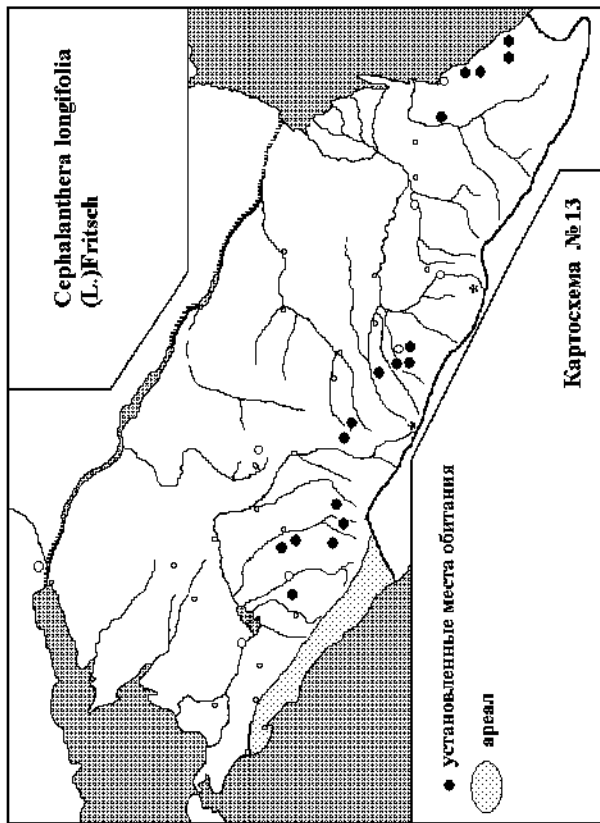 Cephalanthera longifolia
(L.)Fritsch
Картосхема №13
установленные места обитания
ареал